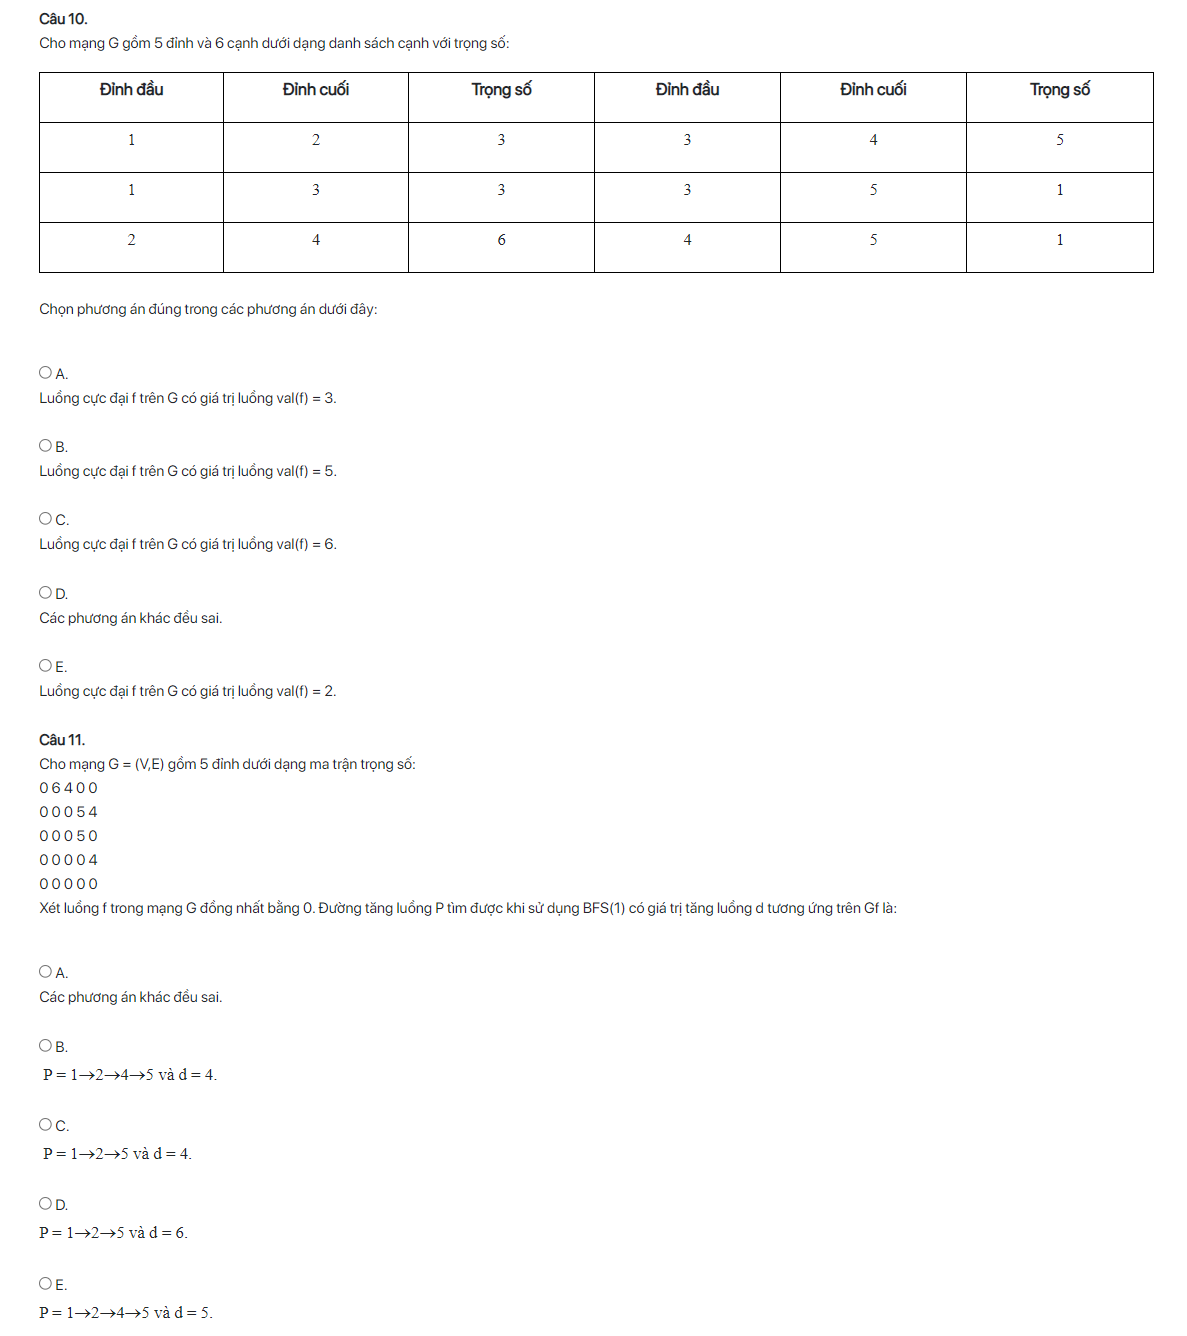 Câu 10.
Cho mạng G gồm 5 đỉnh và 6 cạnh dưới dạng danh sách cạnh với trọng số:
Đỉnh đầu Đỉnh cuối Trọng số Đỉnh đầu Đỉnh cuối Trọng số
1 2 3 3 4 5
1 3 3 3 5 1
2 4 6 4 5 1
Chọn phương án đúng trong các phương án dưới đây:
A.
Luồng cực đại f trên G có giá trị luồng val(f) = 3.
B.
Luồng cực đại f trên G có giá trị luồng val(f) = 5.
C.
Luồng cực đại f trên G có giá trị luồng val(f) = 6.
D.
Các phương án khác đều sai.
E.
Luồng cực đại f trên G có giá trị luồng val(f) = 2.
Câu 11.
Cho mạng G = (V,E) gồm 5 đỉnh dưới dạng ma trận trọng số:
0 6 4 0 0
0 0 0 5 4
0 0 0 5 0
0 0 0 0 4
0 0 0 0 0
Xét luồng f trong mạng G đồng nhất bằng 0. Đường tăng luồng P tìm được khi sử dụng BFS(1) có giá trị tăng luồng d tương ứng trên Gf là:
A.
Các phương án khác đều sai.
B.
P = 1→2→4→5 và d = 4.
C.
P = 1→2→5 và d = 4.
D.
P = 1→2→5 và d = 6.
E.
P = 1→2→4→5 và d = 5.